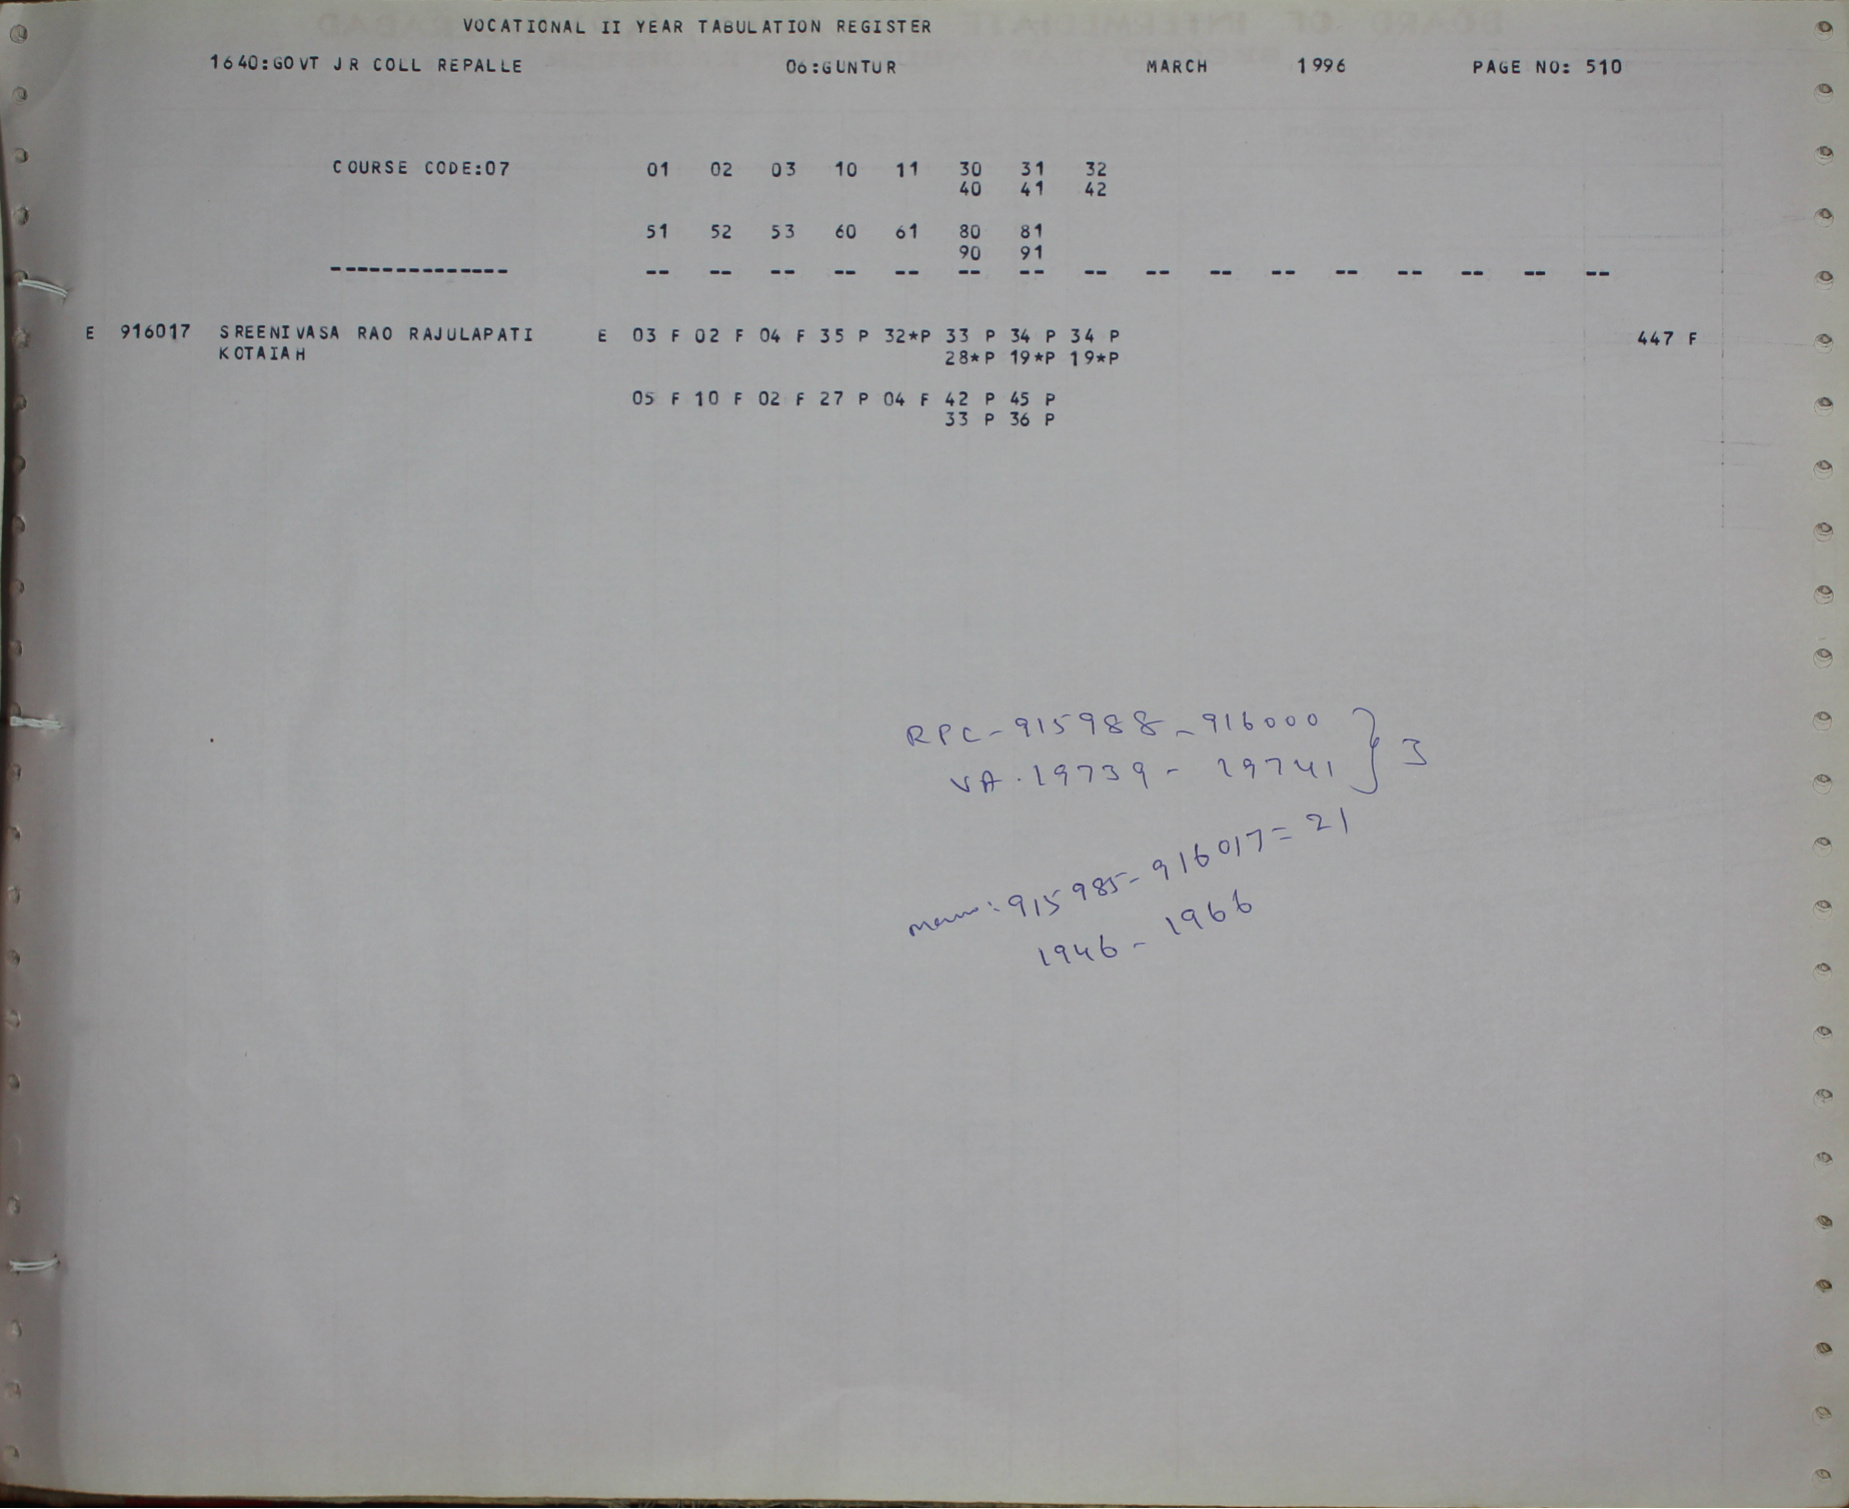 VOCATIONAL II YEAR TABULATION REGISTER
1640:GOVT JR COLL REPALLE 06:GUNTUR MARCH 1996 PAGE NO: 510
COURSE CODE:07 01 02 03 10 11 30 31 32
40 41 42
51 52 53 60 61 80 81
90 91
-------------- -- -- -- -- -- -- -- -- -- -- -- -- -- -- -- --
E 916017 SREENIVASA RAO RAJULAPATI E 03 F 02 F 04 F 35 P 32*P 33 P 34 P 34 P 447 F
KOTAIAH 28*P 19*P 19*P
05 F 10 F 02 F 27 P 04 F 42 P 45 P
33 P 36 P
RPC-915988-916000 } 3
VA.19739-19741
memo:915985-916017=21
1946-1966